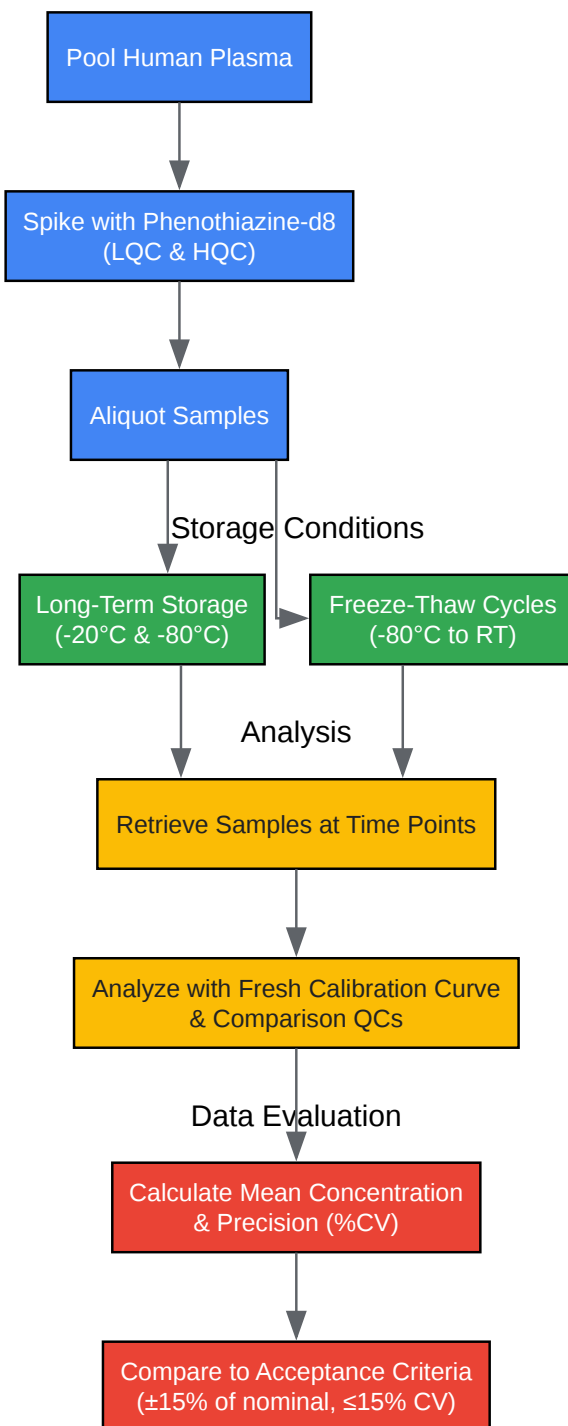 Pool Human Plasma
Spike with Phenothiazine-d8
(LQC & HQC)
Aliquot Samples
Storage Conditions
Long-Term Storage
(-20°C & -80°C)
Freeze-Thaw Cycles
(-80°C to RT)
Analysis
Retrieve Samples at Time Points
Analyze with Fresh Calibration Curve
& Comparison QCs
Data Evaluation
Calculate Mean Concentration
& Precision (%CV)
Compare to Acceptance Criteria
(±15% of nominal, ≤15% CV)